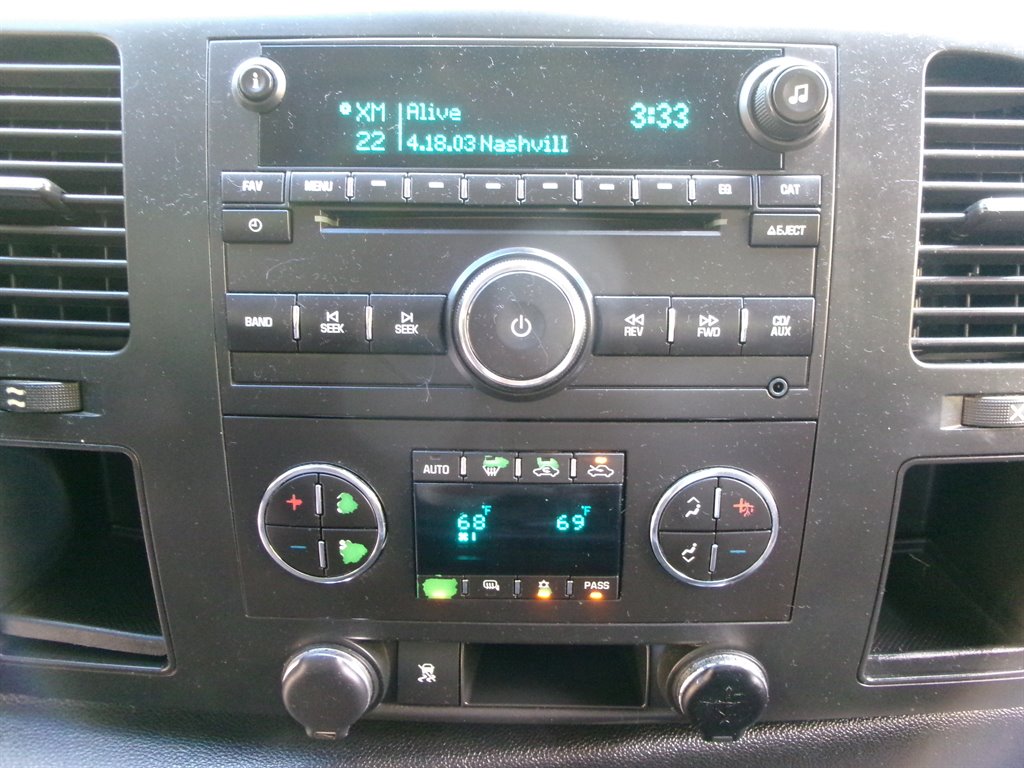 XM Alive 3:33
22 4.18.03 Nashvill
FAV MENU EQ CAT
EJECT
BAND SEEK SEEK REV FWD CD/
AUX
AUTO
68°F 69°F
PASS